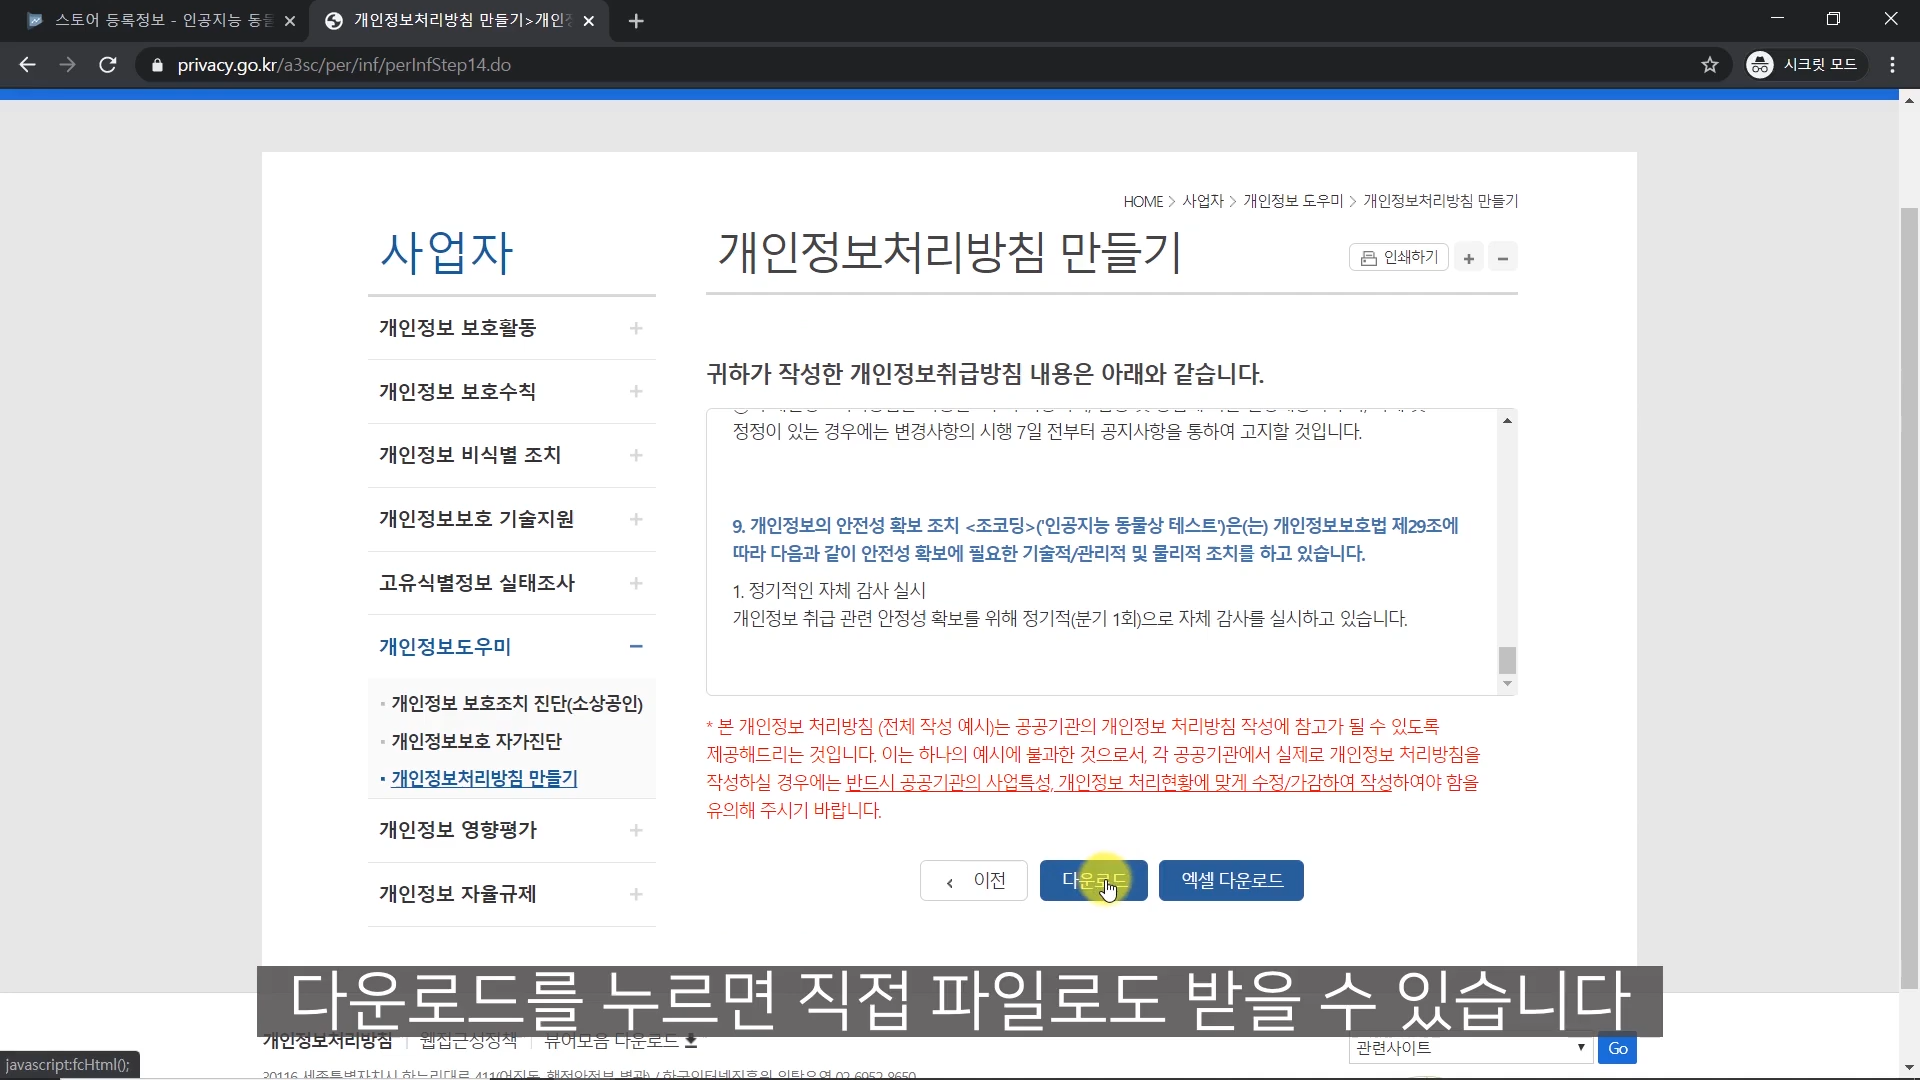 스토어 등록정보 - 인공지능 동
개인정보처리방침 만들기>개인
privacy.go.kr/a3sc/per/inf/perInfStep14.do
시크릿 모드
HOME > 사업자 > 개인정보 도우미 > 개인정보처리방침 만들기
사업자
개인정보처리방침 만들기
인쇄하기
+
-
개인정보 보호활동
개인정보 보호수칙
개인정보 비식별 조치
개인정보보호 기술지원
고유식별정보 실태조사
개인정보도우미
개인정보 보호조치 진단(소상공인)
개인정보보호 자가진단
개인정보처리방침 만들기
개인정보 영향평가
개인정보 자율규제
귀하가 작성한 개인정보취급방침 내용은 아래와 같습니다.
정정이 있는 경우에는 변경사항의 시행 7일 전부터 공지사항을 통하여 고지할 것입니다.
9. 개인정보의 안전성 확보 조치 <조코딩>('인공지능 동물상 테스트')은(는) 개인정보보호법 제29조에
따라 다음과 같이 안전성 확보에 필요한 기술적/관리적 및 물리적 조치를 하고 있습니다.
1. 정기적인 자체 감사 실시
개인정보 취급 관련 안정성 확보를 위해 정기적(분기 1회)으로 자체 감사를 실시하고 있습니다.
* 본 개인정보 처리방침 (전체 작성 예시)는 공공기관의 개인정보 처리방침 작성에 참고가 될 수 있도록
제공해드리는 것입니다. 이는 하나의 예시에 불과한 것으로서, 각 공공기관에서 실제로 개인정보 처리방침을
작성하실 경우에는 반드시 공공기관의 사업특성, 개인정보 처리현황에 맞게 수정/가감하여 작성하여야 함을
유의해 주시기 바랍니다.
이전
다운로드
엑셀 다운로드
다운로드를 누르면 직접 파일로도 받을 수 있습니다
개인정보처리방침
웹접근성정책
뷰어모음 다운로드
관련사이트
Go
javascript:fcHtml();